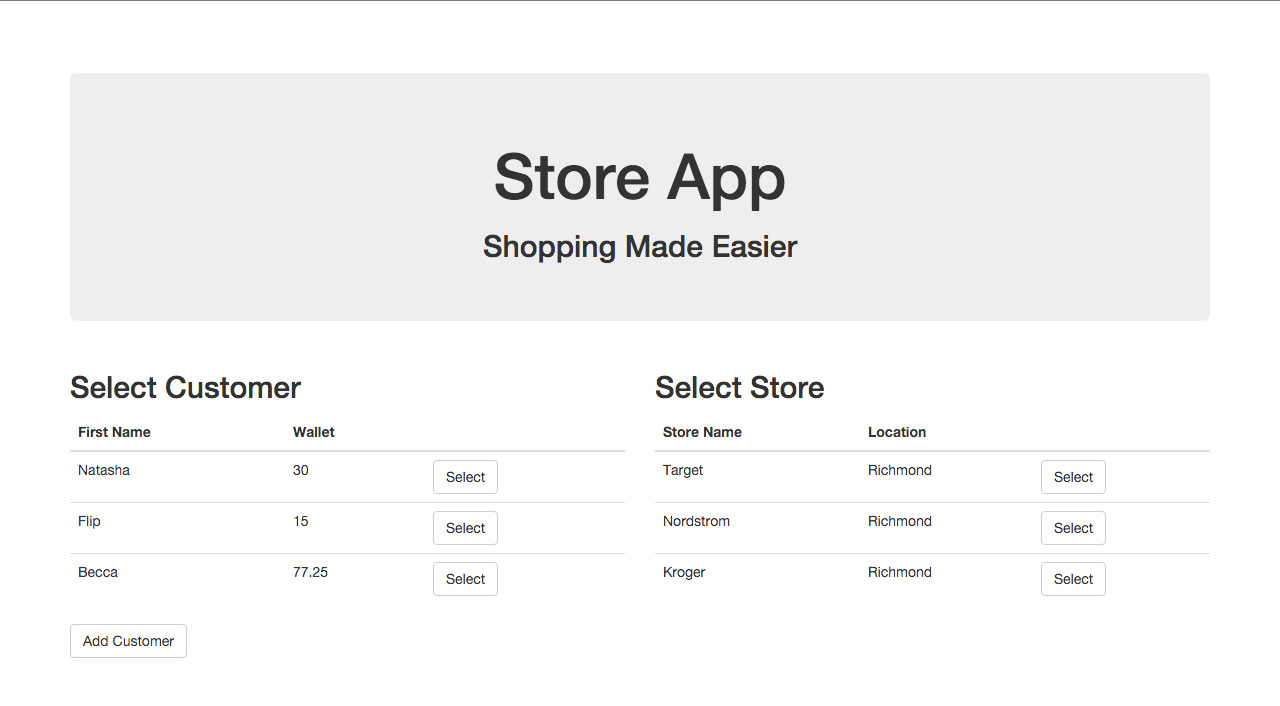 Store App
Shopping Made Easier
Select Customer
First Name Wallet
Natasha 30 Select
Flip 15 Select
Becca 77.25 Select
Add Customer
Select Store
Store Name Location
Target Richmond Select
Nordstrom Richmond Select
Kroger Richmond Select